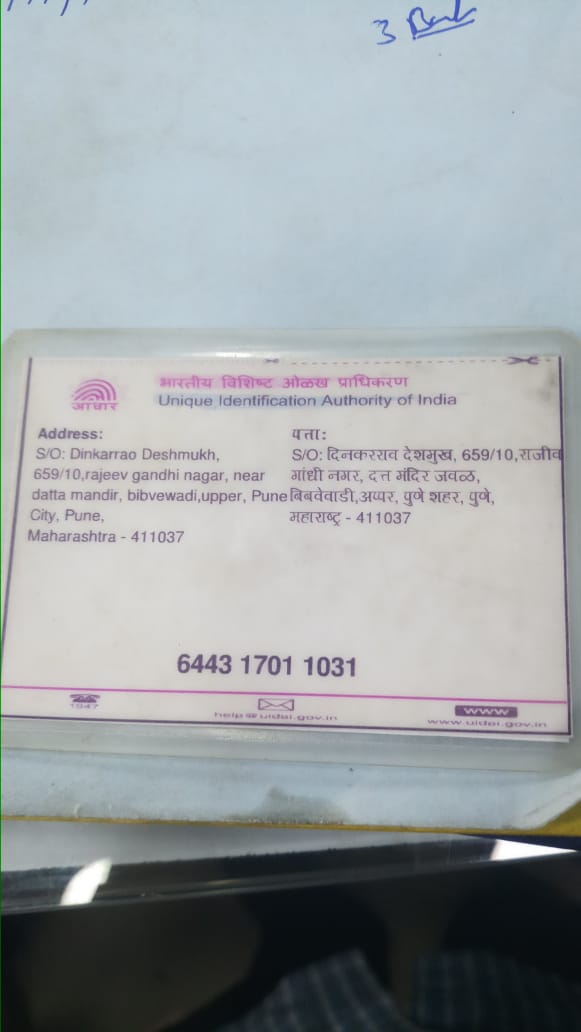 3 Bank
भारतीय विशिष्ट ओळख प्राधिकरण
Unique Identification Authority of India
आधार
Address:
S/O: Dinkarrao Deshmukh,
659/10,rajeev gandhi nagar, near
datta mandir, bibvewadi,upper, Pune
City, Pune,
Maharashtra - 411037
पत्ता:
S/O: दिनकरराव देशमुख, 659/10,राजीव
गांधी नगर, दत्त मंदिर जवळ,
बिबवेवाडी,अप्पर, पुणे शहर, पुणे,
महाराष्ट्र - 411037
6443 1701 1031
1947
help@uidai.gov.in
www
www.uidai.gov.in